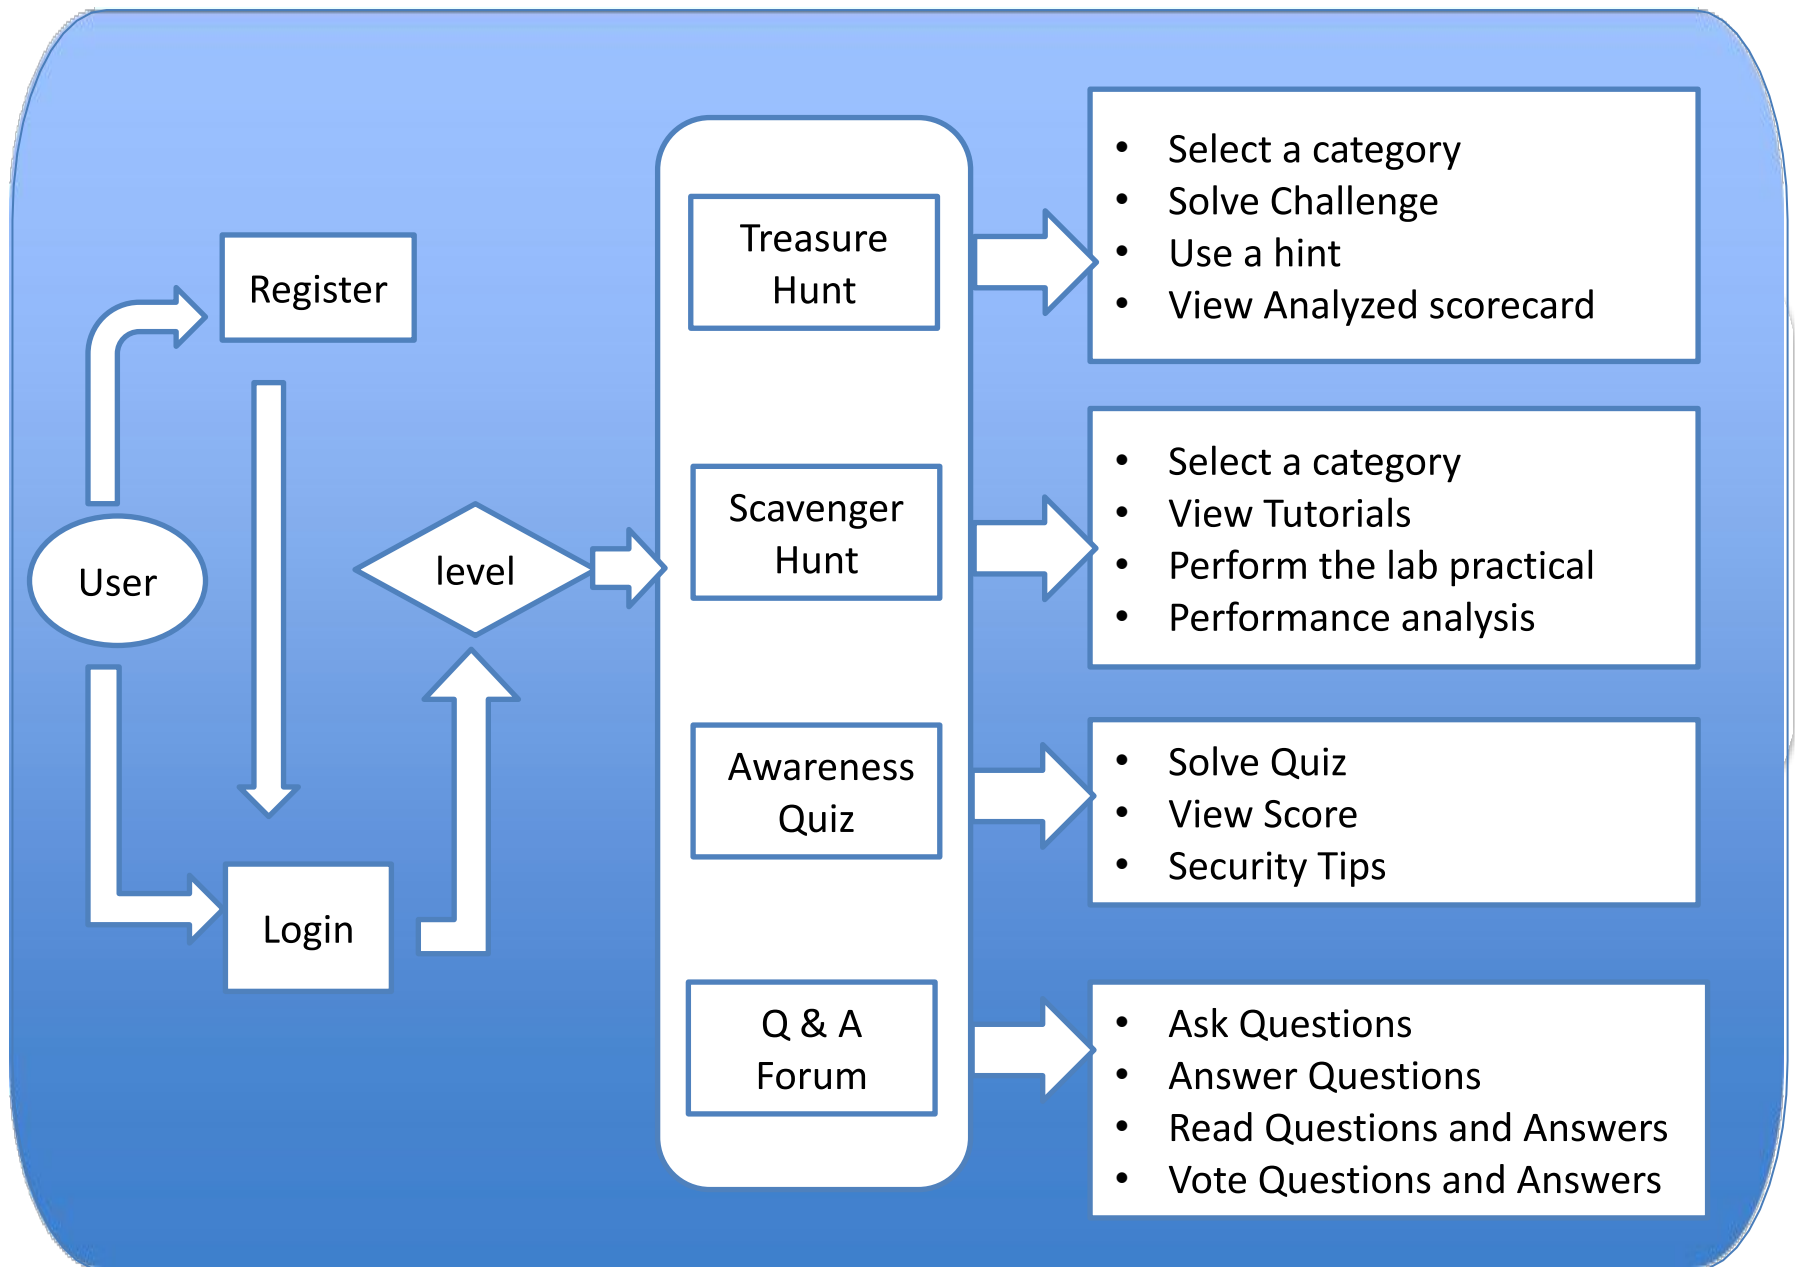 Register
User
Login
level
Treasure
Hunt
Scavenger
Hunt
Awareness
Quiz
Q & A
Forum
• Select a category
• Solve Challenge
• Use a hint
• View Analyzed scorecard
• Select a category
• View Tutorials
• Perform the lab practical
• Performance analysis
• Solve Quiz
• View Score
• Security Tips
• Ask Questions
• Answer Questions
• Read Questions and Answers
• Vote Questions and Answers